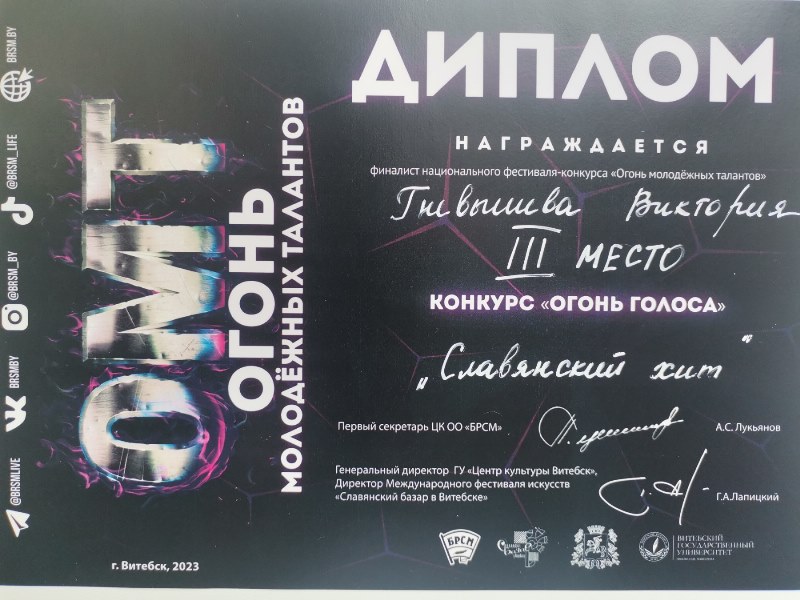 BRSM.BY
@BRSM_LIFE
@BRSM_BY
BRSMBY
@BRSMLIVE
ОМТ
ОГОНЬ
МОЛОДЁЖНЫХ ТАЛАНТОВ
г. Витебск, 2023
ДИПЛОМ
НАГРАЖДАЕТСЯ
финалист национального фестиваля-конкурса «Огонь молодёжных талантов»
Гневышева Виктория
III МЕСТО
КОНКУРС «ОГОНЬ ГОЛОСА»
„Славянский хит"
Первый секретарь ЦК ОО «БРСМ»
А.С. Лукьянов
Генеральный директор ГУ «Центр культуры Витебск»,
Директор Международного фестиваля искусств
«Славянский базар в Витебске»
Г.А.Лапицкий
БРСМ
ВИТЕБСКИЙ
ГОСУДАРСТВЕННЫЙ
УНИВЕРСИТЕТ